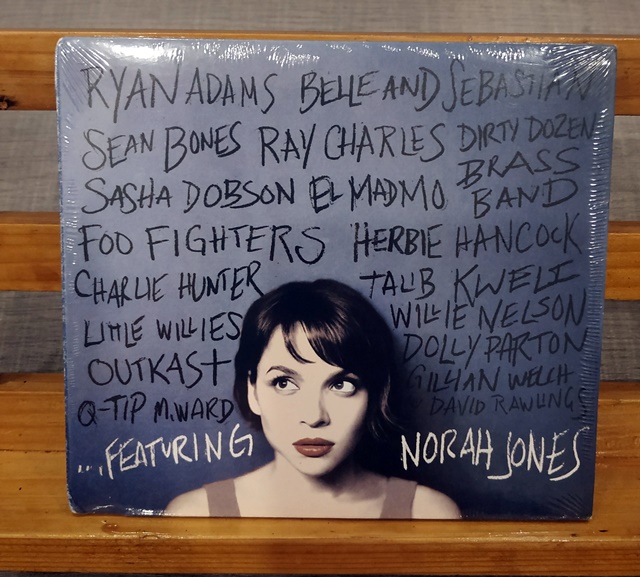 RYAN ADAMS BELLE AND SEBASTIAN
SEAN BONES RAY CHARLES DIRTY DOZEN
BRASS
SASHA DOBSON EL MADMO BAND
FOO FIGHTERS HERBIE HANCOCK
CHARLIE HUNTER TALIB KWELI
LITTLE WILLIES WILLIE NELSON
OUTKAST DOLLY PARTON
GILLIAN WELCH
Q-TIP M.WARD DAVID RAWLINGS
...FEATURING NORAH JONES